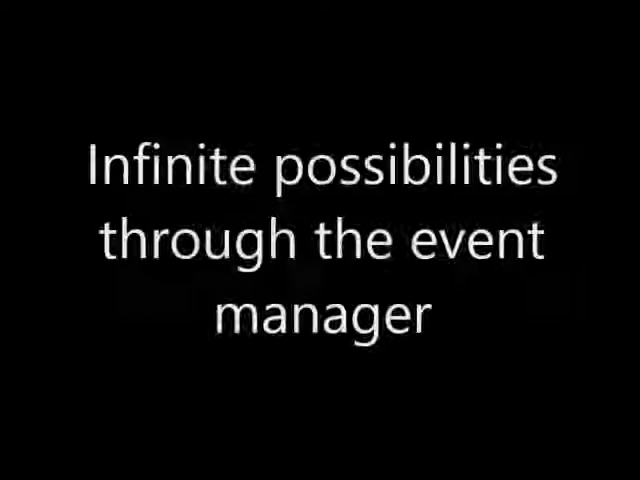 Infinite possibilities
through the event
manager